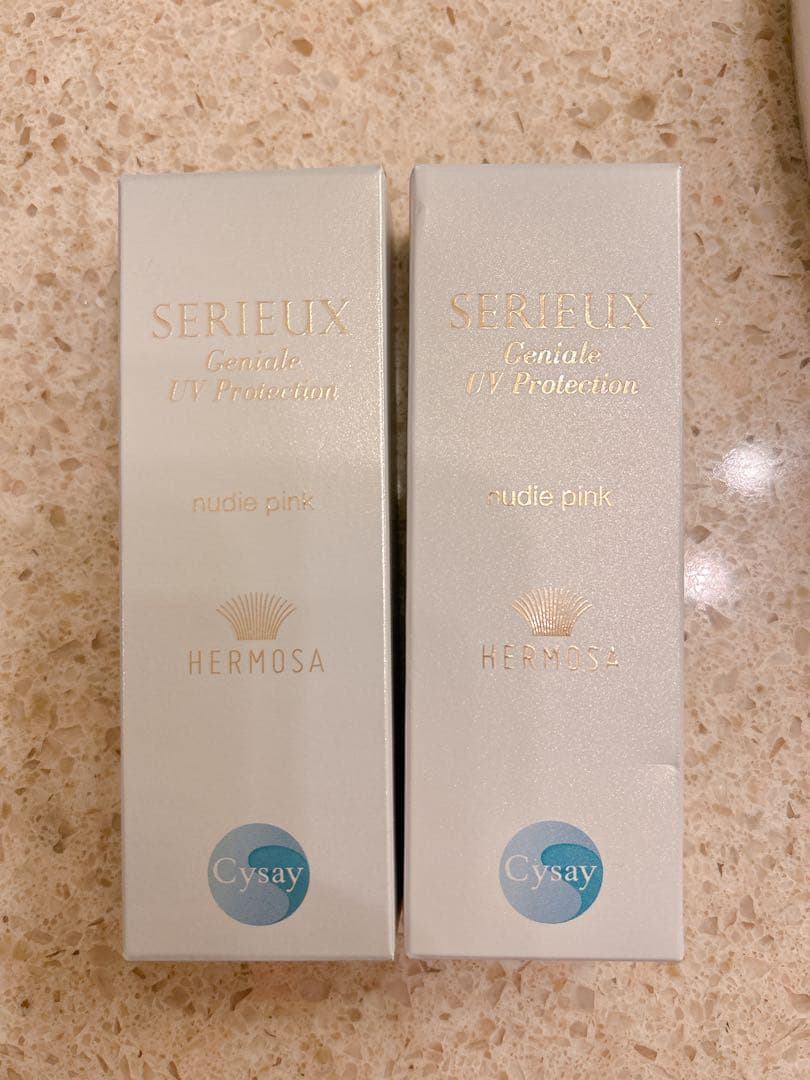 SERIEUX
Geniale
UV Protection
nudie pink
HERMOSA
Cysay
SERIEUX
Geniale
UV Protection
nudie pink
HERMOSA
Cysay